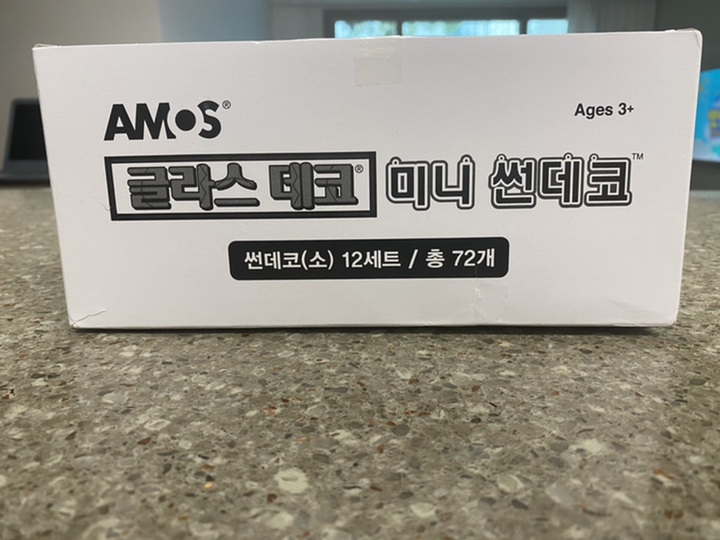 AMOS®
Ages 3+
글라스 데코® 미니 썬데코™
썬데코(소) 12세트 / 총 72개